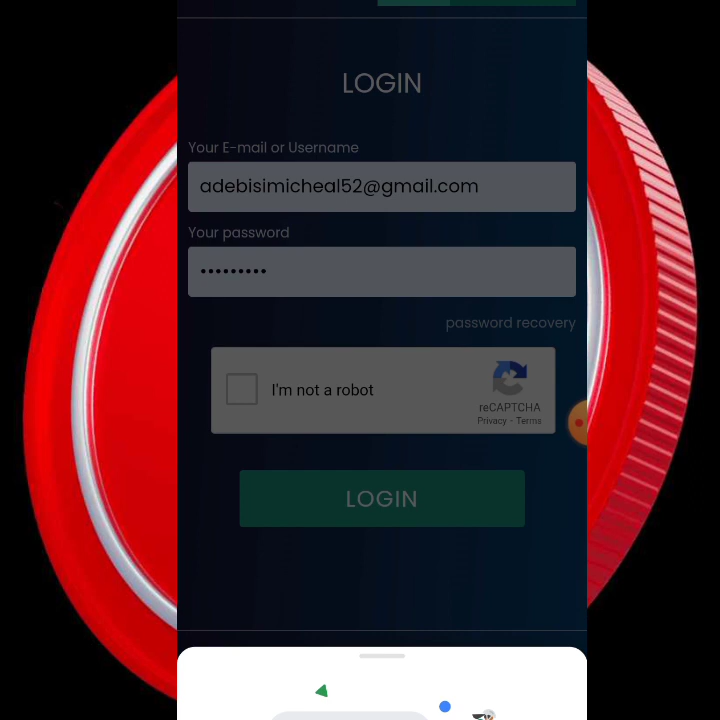 LOGIN
Your E-mail or Username
adebisimicheal52@gmail.com
Your password
•••••••••
password recovery
I'm not a robot
reCAPTCHA
Privacy - Terms
LOGIN